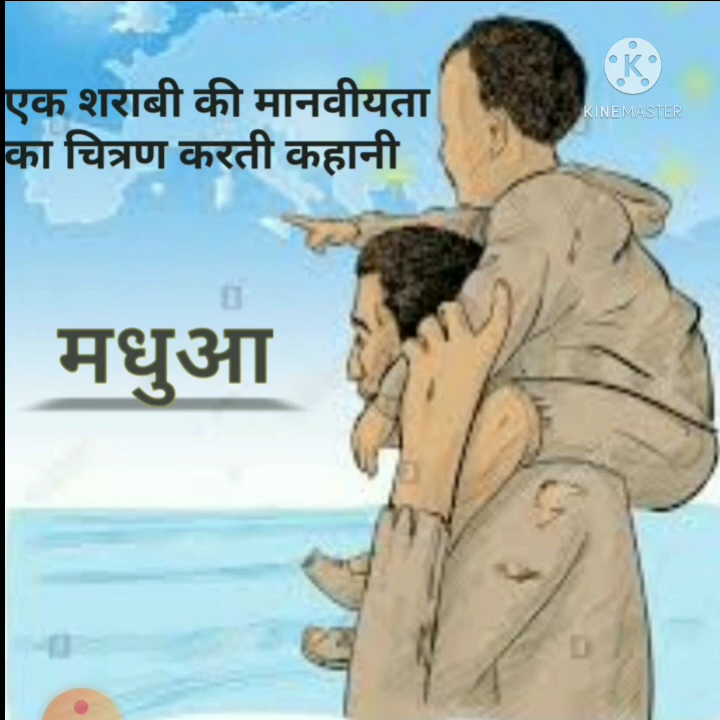 एक शराबी की मानवीयता
का चित्रण करती कहानी
KINEMASTER
मधुआ